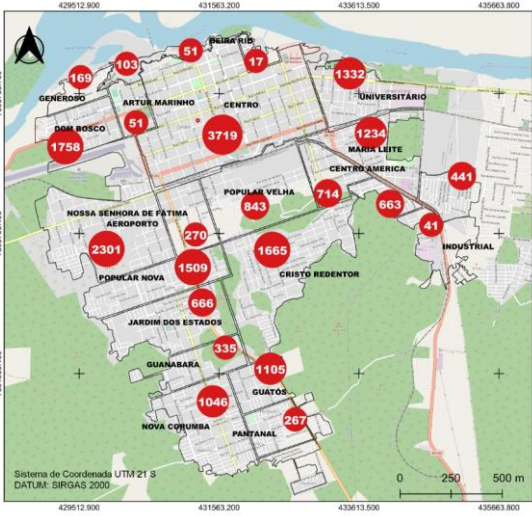 429512.900 431563.200 433613.500 435663.800
BEIRA RIO
51
103
17
169
1332
GENEROSO
ARTUR MARINHO
CENTRO
UNIVERSITÁRIO
51
DOM BOSCO
3719
1234
1758
MARIA LEITE
CENTRO AMERICA
441
POPULAR VELHA
714
843
663
NOSSA SENHORA DE FÁTIMA
AEROPORTO
270
41
2301
1665
INDUSTRIAL
1509
POPULAR NOVA
CRISTO REDENTOR
666
JARDIM DOS ESTADOS
335
GUANABARA
1105
GUATÓS
1046
267
NOVA CORUMBA
PANTANAL
Sistema de Coordenada UTM 21 S
DATUM: SIRGAS 2000
0 250 500 m
429512.900 431563.200 433613.500 435663.800